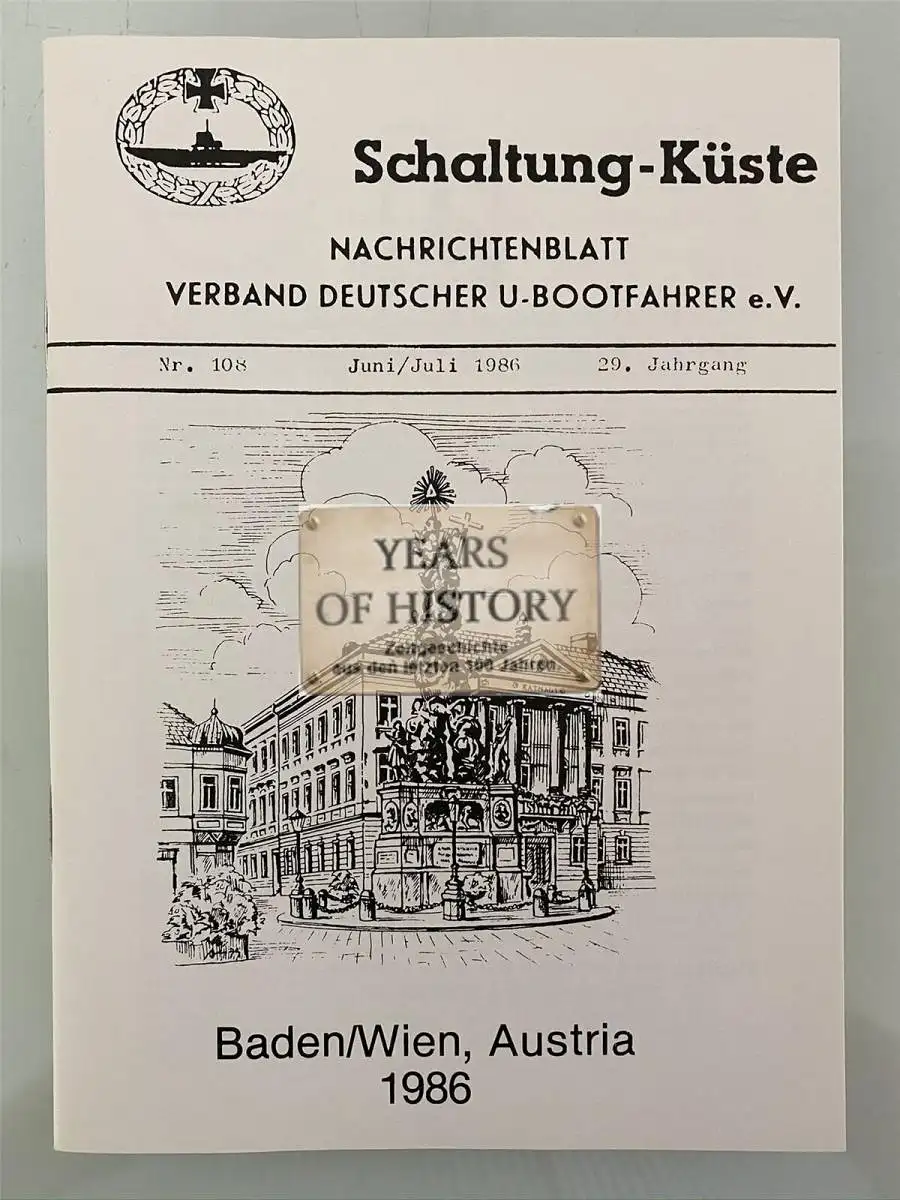 Schaltung-Küste
NACHRICHTENBLATT
VERBAND DEUTSCHER U-BOOTFAHRER e.V.
Nr. 108 Juni/Juli 1986 29. Jahrgang
YEARS
OF HISTORY
Zeitgeschichte
aus den letzten 100 Jahren.
Baden/Wien, Austria
1986